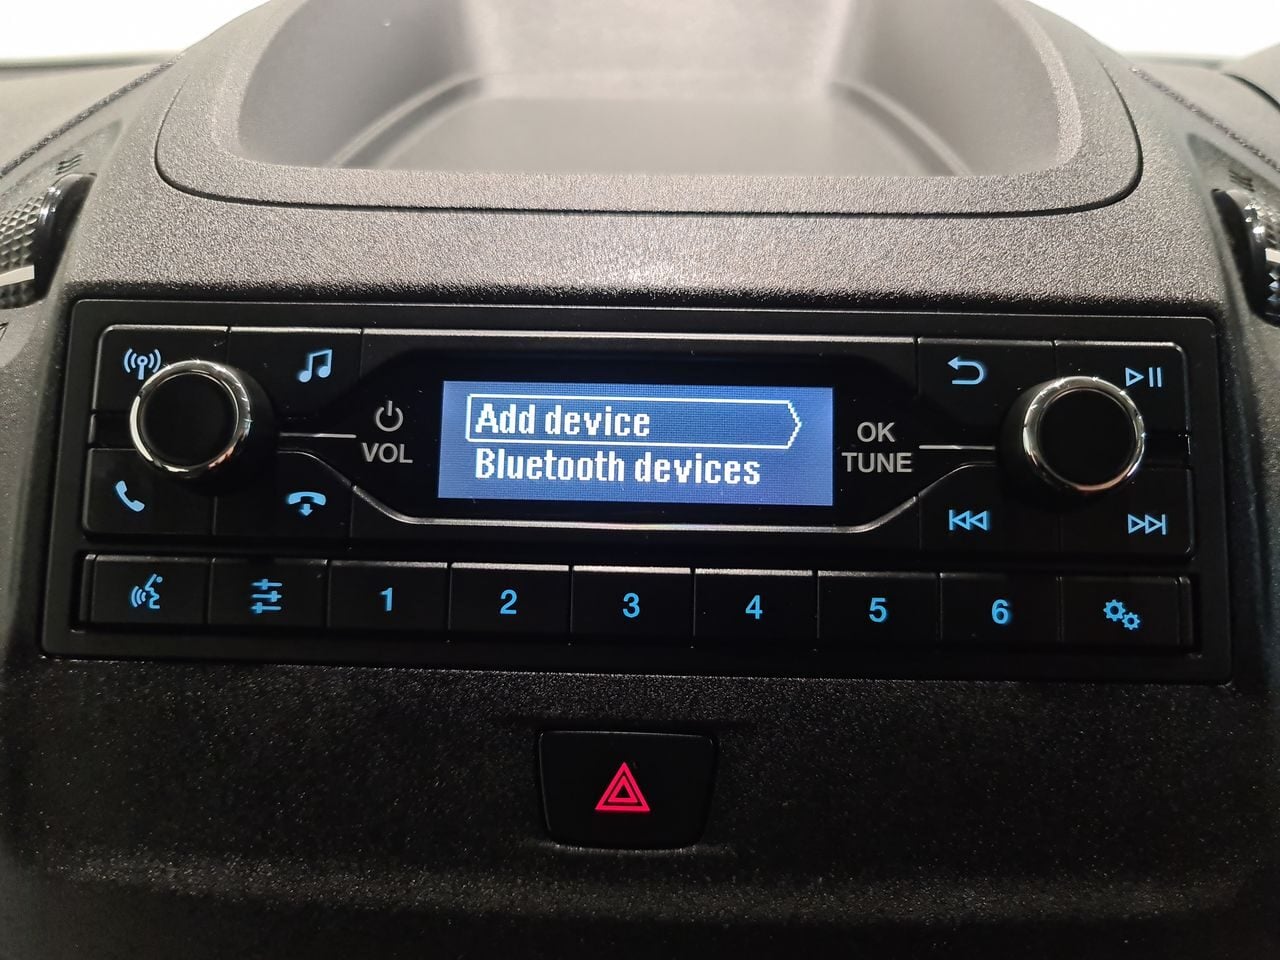 Add device
Bluetooth devices
VOL
OK
TUNE
1 2 3 4 5 6